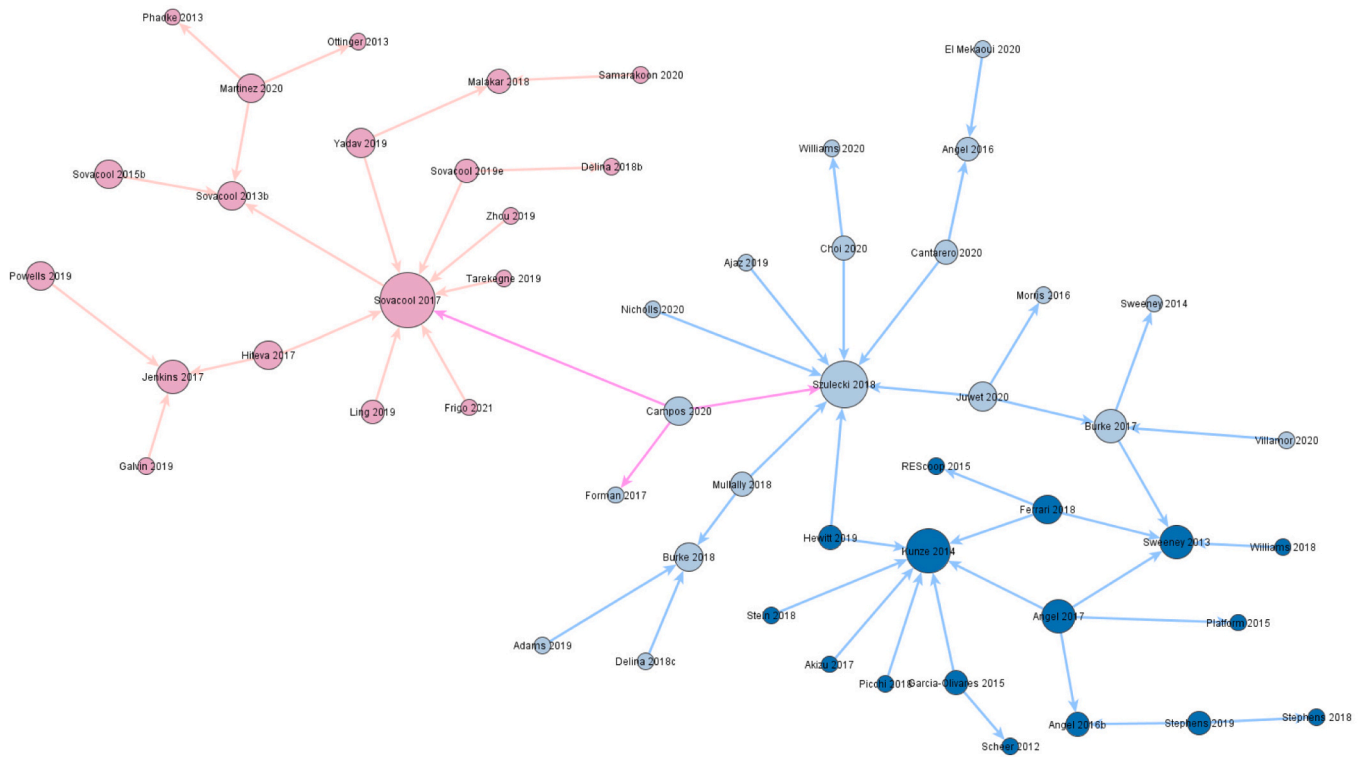 Phadke 2013
Ottinger 2013
El Mekaoui 2020
Malakar 2018
Samarakoon 2020
Martinez 2020
Yadav 2019
Williams 2020
Angel 2016
Sovacool 2015b
Sovacool 2019e
Delina 2018b
Sovacool 2013b
Zhou 2019
Choi 2020
Cantarero 2020
Ajaz 2019
Powells 2019
Tarekegne 2019
Sovacool 2017
Morris 2016
Sweeney 2014
Nicholls 2020
Hiteva 2017
Jenkins 2017
Szulecki 2018
Juwet 2020
Ling 2019
Frigo 2021
Campos 2020
Burke 2017
Villamor 2020
Galvin 2019
REScoop 2015
Mullally 2018
Forman 2017
Ferrari 2018
Hewitt 2019
Kunze 2014
Sweeney 2013
Williams 2018
Burke 2018
Stein 2018
Angel 2017
Platform 2015
Adams 2019
Delina 2018c
Akizu 2017
Picchi 2018
Garcia-Olivares 2015
Angel 2016b
Stephens 2019
Stephens 2018
Scheer 2012